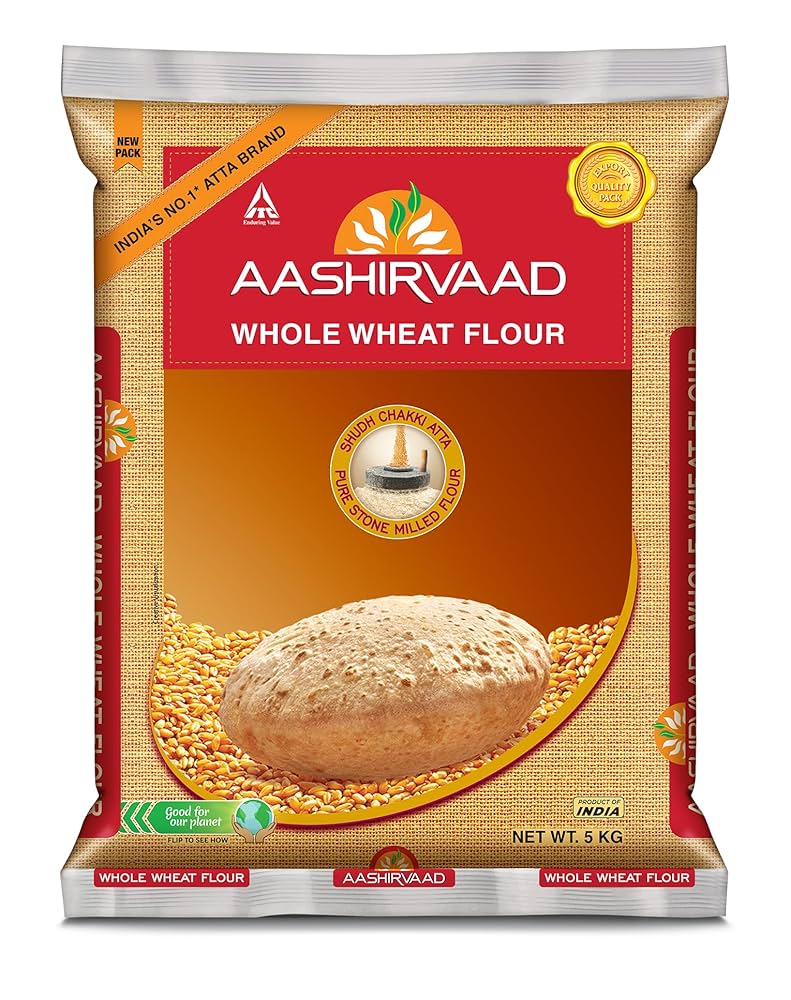 NEW
PACK
INDIA'S NO.1* ATTA BRAND
ITC
Enduring Value
EXPORT
QUALITY
PACK
AASHIRVAAD
WHOLE WHEAT FLOUR
SHUDH CHAKKI ATTA
PURE STONE MILLED FLOUR
AASHIRVAAD WHOLE WHEAT FLOUR
AASHIRVAAD WHOLE WHEAT FLOUR
Good for
our planet
FLIP TO SEE HOW
PRODUCT OF
INDIA
NET WT. 5 KG
WHOLE WHEAT FLOUR
AASHIRVAAD
WHOLE WHEAT FLOUR